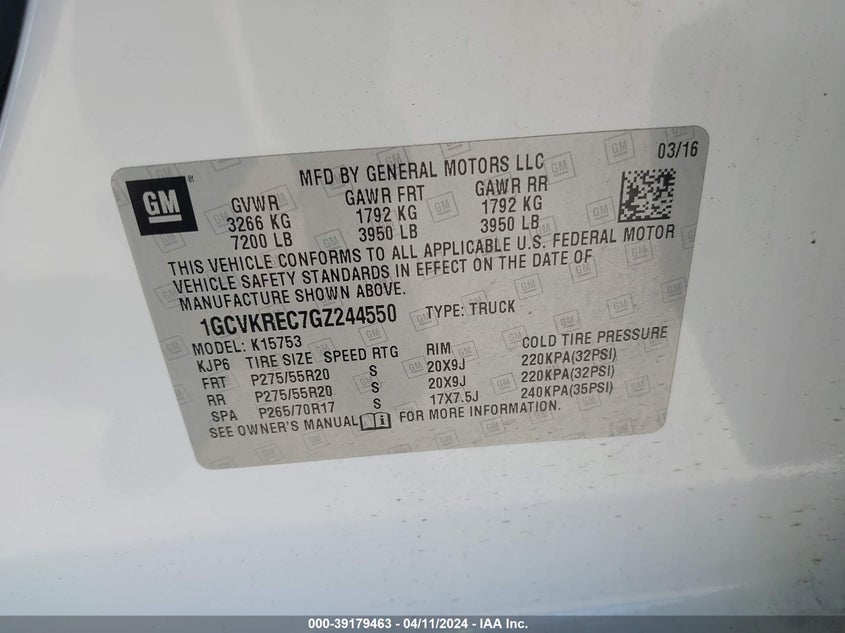 MFD BY GENERAL MOTORS LLC 03/16
GM
GVWR GAWR FRT GAWR RR
3266 KG 1792 KG 1792 KG
7200 LB 3950 LB 3950 LB
THIS VEHICLE CONFORMS TO ALL APPLICABLE U.S. FEDERAL MOTOR
VEHICLE SAFETY STANDARDS IN EFFECT ON THE DATE OF
MANUFACTURE SHOWN ABOVE.
1GCVKREC7GZ244550 TYPE: TRUCK
MODEL: K15753
KJP6 TIRE SIZE SPEED RTG RIM COLD TIRE PRESSURE
FRT P275/55R20 S 20X9J 220KPA(32PSI)
RR P275/55R20 S 20X9J 220KPA(32PSI)
SPA P265/70R17 S 17X7.5J 240KPA(35PSI)
SEE OWNER'S MANUAL FOR MORE INFORMATION.
000-39179463 - 04/11/2024 - IAA Inc.